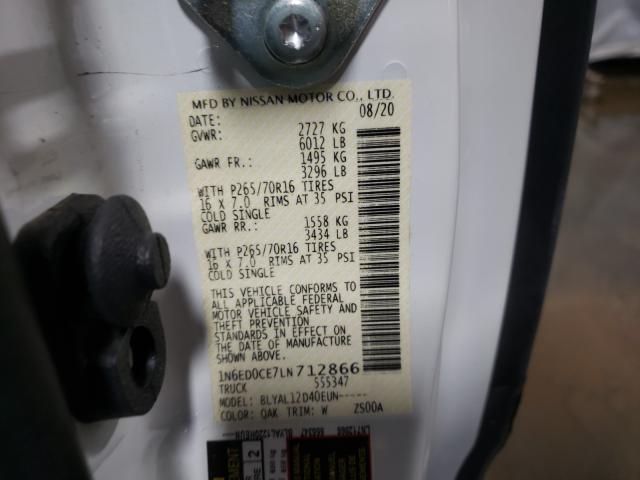 MFD BY NISSAN MOTOR CO., LTD.
DATE: 08/20
GVWR: 2727 KG
6012 LB
GAWR FR.: 1495 KG
3296 LB
WITH P265/70R16 TIRES
16 x 7.0 RIMS AT 35 PSI
COLD SINGLE
GAWR RR.: 1558 KG
3434 LB
WITH P265/70R16 TIRES
16 x 7.0 RIMS AT 35 PSI
COLD SINGLE
THIS VEHICLE CONFORMS TO
ALL APPLICABLE FEDERAL
MOTOR VEHICLE SAFETY AND
THEFT PREVENTION
STANDARDS IN EFFECT ON
THE DATE OF MANUFACTURE
SHOWN ABOVE.
1N6ED0CE7LN712866
TRUCK 555347
MODEL: BLYAL12D40EUN-----
COLOR: QAK TRIM: W ZS00A
LN712866